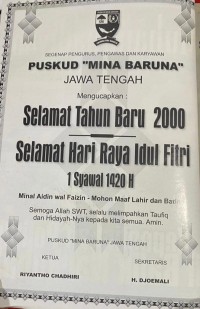 SEGENAP PENGURUS, PENGAWAS DAN KARYAWAN
PUSKUD "MINA BARUNA"
JAWA TENGAH
Mengucapkan :
Selamat Tahun Baru 2000
Selamat Hari Raya Idul Fitri
1 Syawal 1420 H
Minal Aidin wal Faizin - Mohon Maaf Lahir dan
Semoga Allah SWT, selalu melimpahkan Taufiq
dan Hidayah-Nya kepada kita semua. Amin.
PUSKUD "MINA BARUNA" JAWA TENGAH
KETUA SEKRETARIS
RIYANTHO CHADHIRI H. DJOEMALI